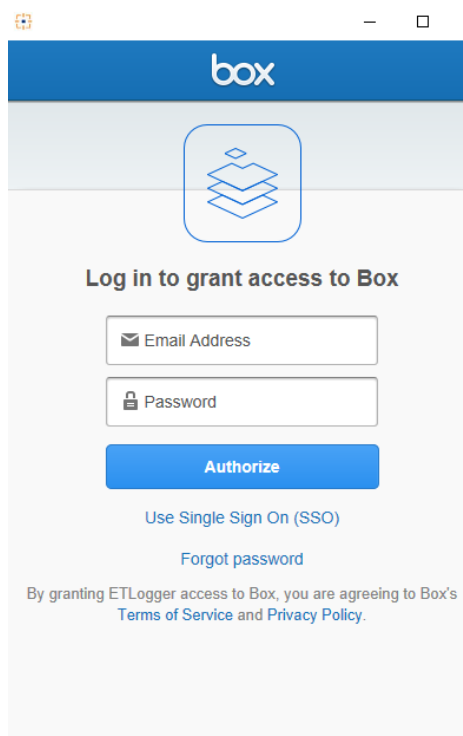 box
Log in to grant access to Box
Email Address
Password
Authorize
Use Single Sign On (SSO)
Forgot password
By granting ETLogger access to Box, you are agreeing to Box's
Terms of Service and Privacy Policy.